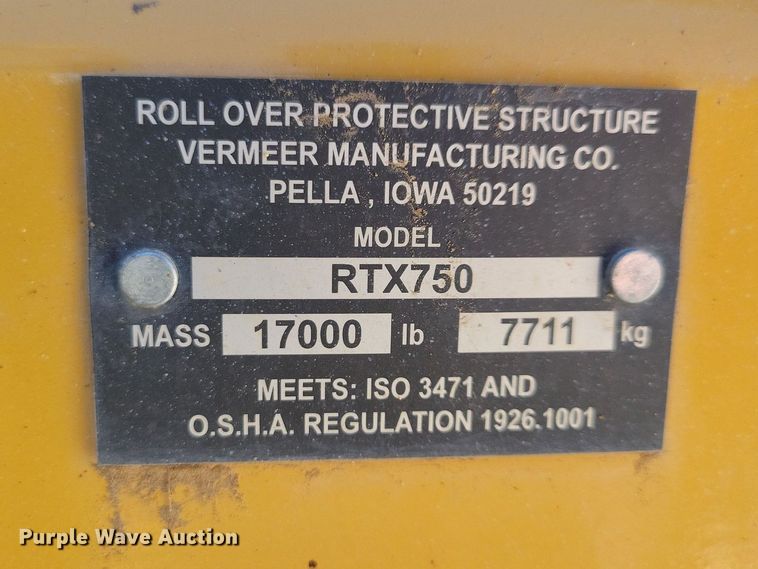 ROLL OVER PROTECTIVE STRUCTURE
VERMEER MANUFACTURING CO.
PELLA , IOWA 50219
MODEL
RTX750
MASS 17000 lb 7711 kg
MEETS: ISO 3471 AND
O.S.H.A. REGULATION 1926.1001
Purple Wave Auction